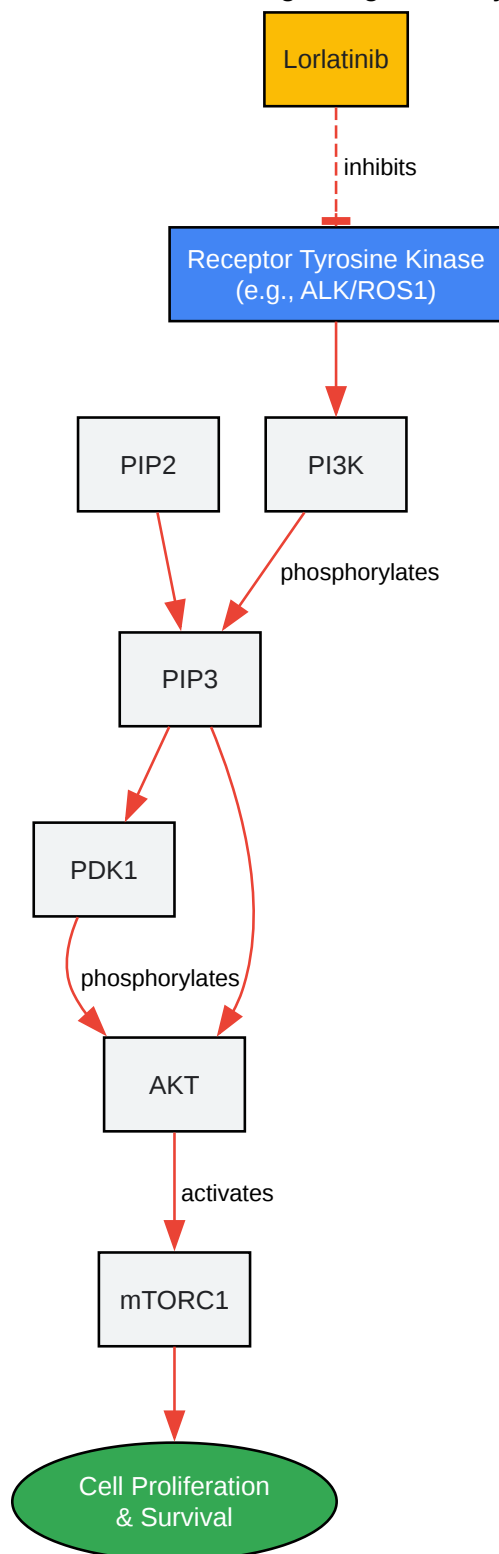 Lorlatinib
inhibits
Receptor Tyrosine Kinase
(e.g., ALK/ROS1)
PIP2
PI3K
phosphorylates
PIP3
PDK1
phosphorylates
AKT
activates
mTORC1
Cell Proliferation
& Survival